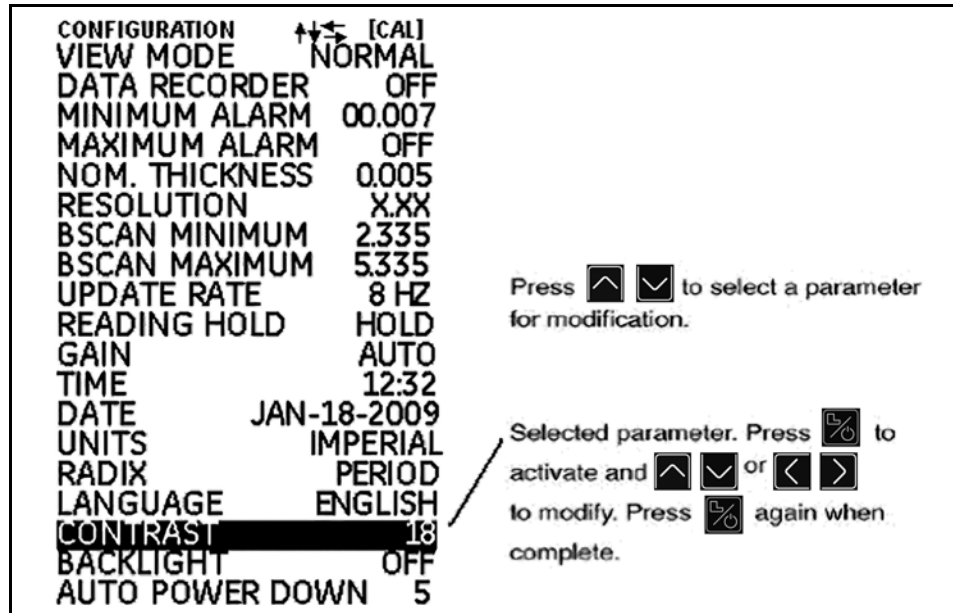 CONFIGURATION [CAL]
VIEW MODE NORMAL
DATA RECORDER OFF
MINIMUM ALARM 00.007
MAXIMUM ALARM OFF
NOM. THICKNESS 0.005
RESOLUTION X.XX
BSCAN MINIMUM 2.335
BSCAN MAXIMUM 5.335
UPDATE RATE 8 HZ
READING HOLD HOLD
GAIN AUTO
TIME 12:32
DATE JAN-18-2009
UNITS IMPERIAL
RADIX PERIOD
LANGUAGE ENGLISH
CONTRAST 18
BACKLIGHT OFF
AUTO POWER DOWN 5
Press to select a parameter
for modification.
Selected parameter. Press to
activate and or
to modify. Press again when
complete.